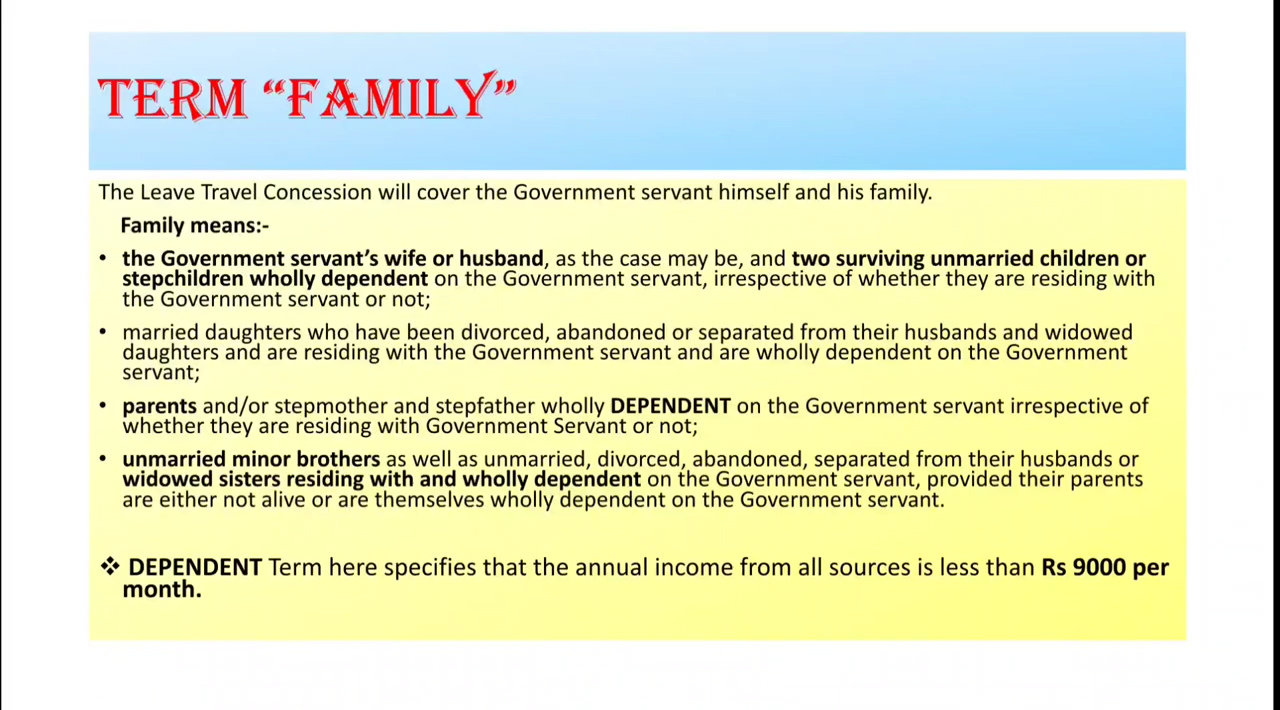 TERM “FAMILY”
The Leave Travel Concession will cover the Government servant himself and his family.
Family means:-
• the Government servant’s wife or husband, as the case may be, and two surviving unmarried children or
stepchildren wholly dependent on the Government servant, irrespective of whether they are residing with
the Government servant or not;
• married daughters who have been divorced, abandoned or separated from their husbands and widowed
daughters and are residing with the Government servant and are wholly dependent on the Government
servant;
• parents and/or stepmother and stepfather wholly DEPENDENT on the Government servant irrespective of
whether they are residing with Government Servant or not;
• unmarried minor brothers as well as unmarried, divorced, abandoned, separated from their husbands or
widowed sisters residing with and wholly dependent on the Government servant, provided their parents
are either not alive or are themselves wholly dependent on the Government servant.
❖ DEPENDENT Term here specifies that the annual income from all sources is less than Rs 9000 per
month.